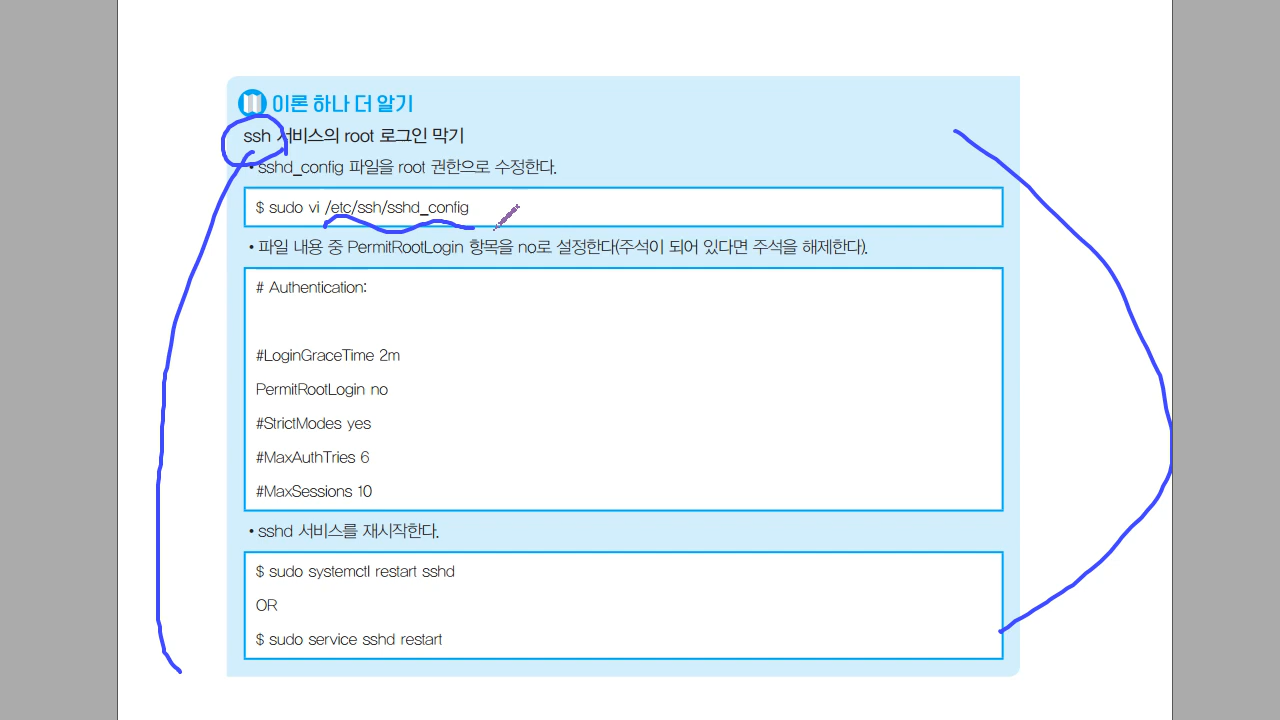 이론 하나 더 알기
ssh 서비스의 root 로그인 막기
• sshd_config 파일을 root 권한으로 수정한다.
$ sudo vi /etc/ssh/sshd_config
• 파일 내용 중 PermitRootLogin 항목을 no로 설정한다(주석이 되어 있다면 주석을 해제한다).
# Authentication:
#LoginGraceTime 2m
PermitRootLogin no
#StrictModes yes
#MaxAuthTries 6
#MaxSessions 10
• sshd 서비스를 재시작한다.
$ sudo systemctl restart sshd
OR
$ sudo service sshd restart